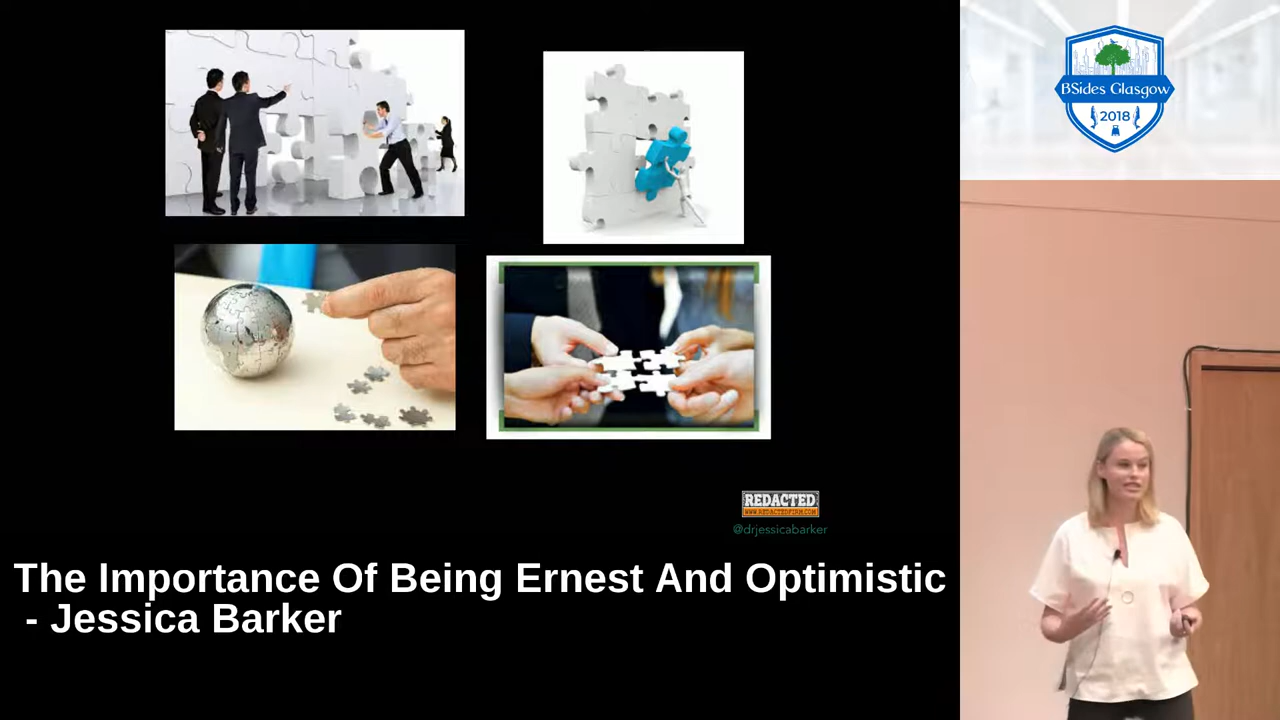 BSides Glasgow
2018
REDACTED
WWW.REDACTEDFIRM.COM
@drjessicabarker
The Importance Of Being Ernest And Optimistic
- Jessica Barker